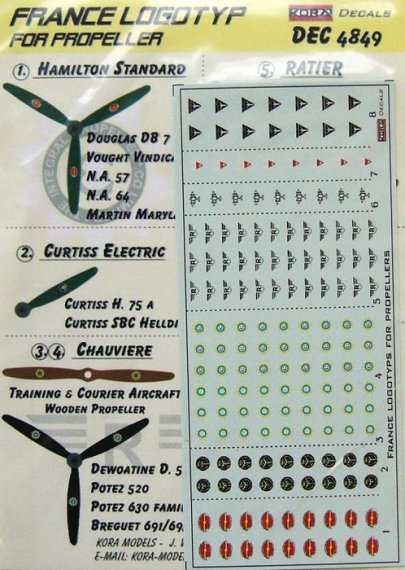 FRANCE LOGOTYP
FOR PROPELLER
KORA DECALS
DEC 4849
1. HAMILTON STANDARD
5. RATIER
DOUGLAS DB 7
VOUGHT VINDICA
N.A. 57
N.A. 64
MARTIN MARYL
2. CURTISS ELECTRIC
CURTISS H. 75 A
CURTISS SBC HELLDI
3,4 CHAUVIERE
TRAINING & COURIER AIRCRAFT
WOODEN PROPELLER
DEWOATINE D. 5
POTEZ 520
POTEZ 630 FAMI
BREGUET 691/69
KORA MODELS - J. V
E-MAIL: KORA-MODE
KORA DECALS
8
7
6
5
4
3
2
1
FRANCE LOGOTYPS FOR PROPELLERS